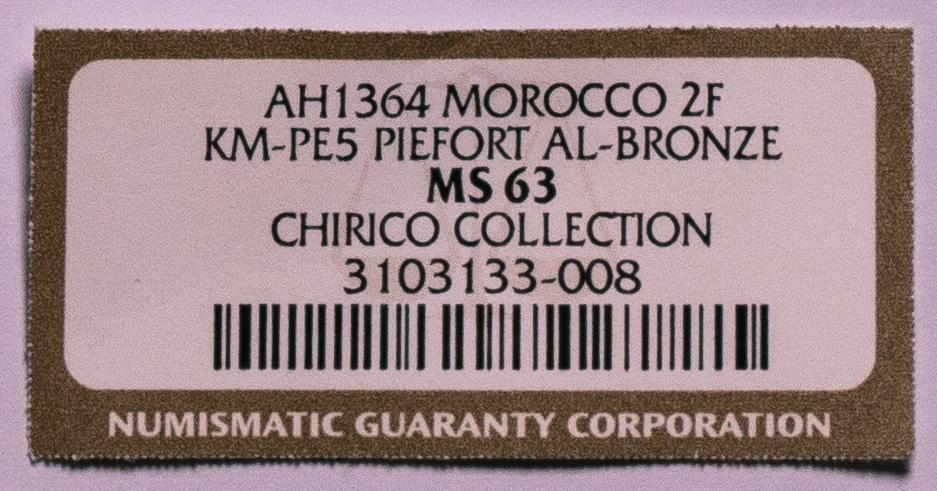 AH1364 MOROCCO 2F
KM-PE5 PIEFORT AL-BRONZE
MS 63
CHIRICO COLLECTION
3103133-008
NUMISMATIC GUARANTY CORPORATION